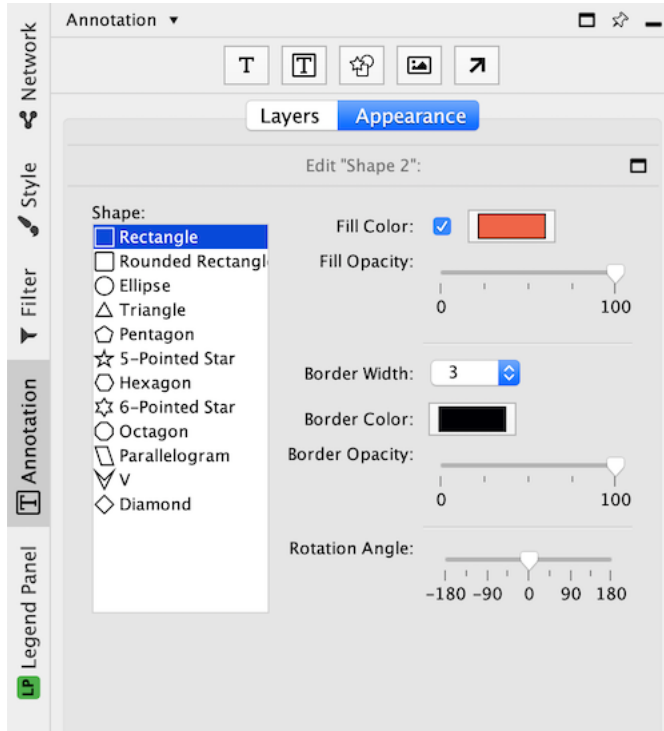 Annotation ▼
T T
Layers Appearance
Edit "Shape 2":
Shape:
Rectangle
Rounded Rectangl
Ellipse
Triangle
Pentagon
5-Pointed Star
Hexagon
6-Pointed Star
Octagon
Parallelogram
V
Diamond
Fill Color:
Fill Opacity:
0 100
Border Width: 3
Border Color:
Border Opacity:
0 100
Rotation Angle:
-180 -90 0 90 180
Network
Style
Filter
T Annotation
LP Legend Panel